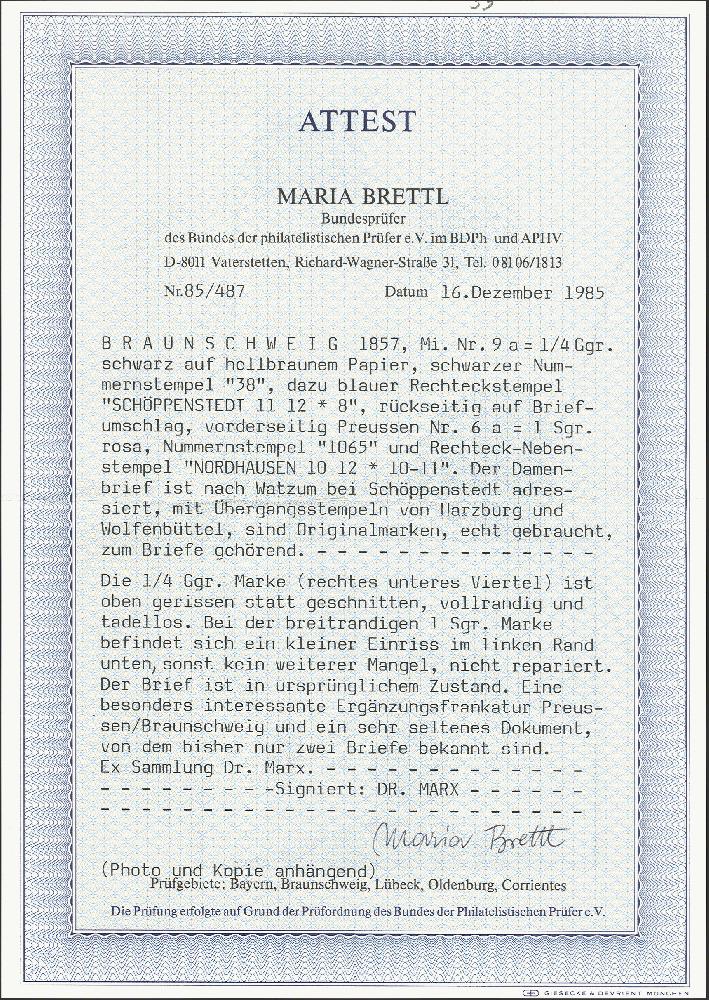 ATTEST
MARIA BRETTL
Bundesprüfer
des Bundes der philatelistischen Prüfer e.V. im BDPh und APHV
D-8011 Vaterstetten, Richard-Wagner-Straße 31, Tel. 08106/1813
Nr. 85/487 Datum 16.Dezember 1985
B R A U N S C H W E I G 1857, Mi. Nr. 9 a = 1/4 Ggr.
schwarz auf hellbraunem Papier, schwarzer Num-
mernstempel "38", dazu blauer Rechteckstempel
"SCHÖPPENSTEDT 11 12 * 8", rückseitig auf Brief-
umschlag, vorderseitig Preussen Nr. 6 a = 1 Sgr.
rosa, Nummernstempel "1065" und Rechteck-Neben-
stempel "NORDHAUSEN 10 12 * 10-11". Der Damen-
brief ist nach Watzum bei Schöppenstedt adres-
siert, mit Übergangsstempeln von Harzburg und
Wolfenbüttel, sind Originalmarken, echt gebraucht,
zum Briefe gehörend. - - - - - - - - - - - - - -
Die 1/4 Ggr. Marke (rechtes unteres Viertel) ist
oben gerissen statt geschnitten, vollrandig und
tadellos. Bei der breitrandigen 1 Sgr. Marke
befindet sich ein kleiner Einriss im linken Rand
unten, sonst kein weiterer Mangel, nicht repariert.
Der Brief ist in ursprünglichem Zustand. Eine
besonders interessante Ergänzungsfrankatur Preus-
sen/Braunschweig und ein sehr seltenes Dokument,
von dem bisher nur zwei Briefe bekannt sind.
Ex Sammlung Dr. Marx. - - - - - - - - - - - - -
- - - - - - - - -Signiert: DR. MARX - - - - - -
- - - - - - - - - - - - - - - - - - - - - - - -
Maria Brettl
(Photo und Kopie anhängend)
Prüfgebiete: Bayern, Braunschweig, Lübeck, Oldenburg, Corrientes
Die Prüfung erfolgte auf Grund der Prüfordnung des Bundes der Philatelistischen Prüfer e.V.
GIESECKE & DEVRIENT MÜNCHEN